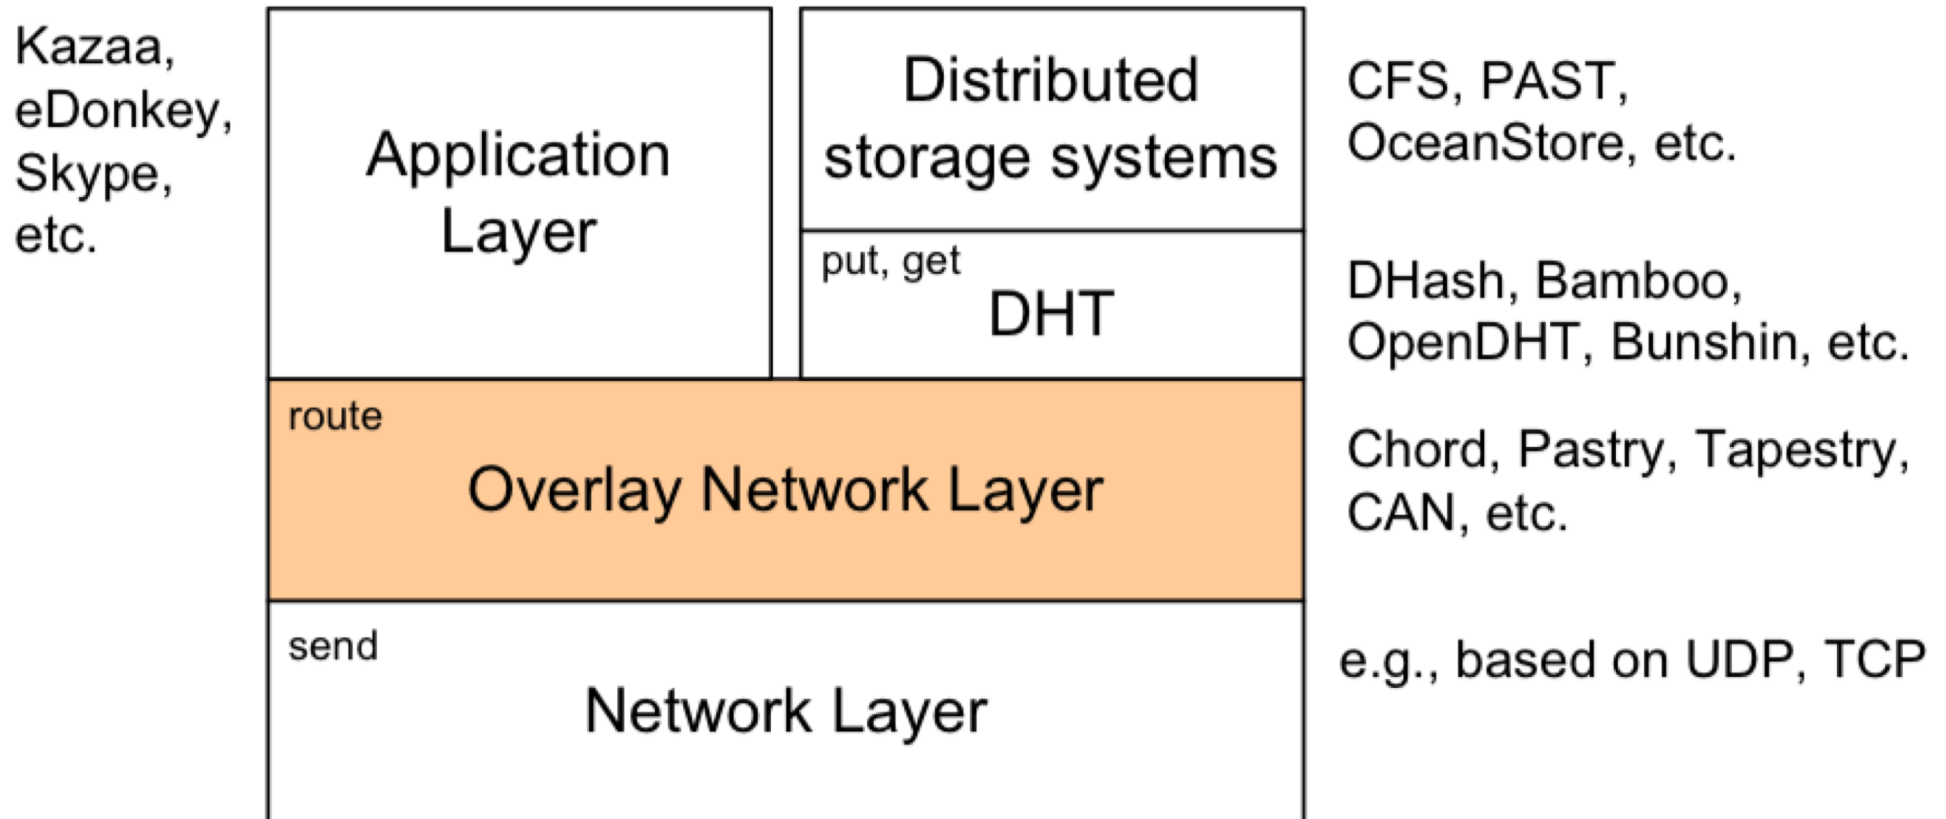 Kazaa,
eDonkey,
Skype,
etc.
Application
Layer
Distributed
storage systems
CFS, PAST,
OceanStore, etc.
put, get
DHT
DHash, Bamboo,
OpenDHT, Bunshin, etc.
route
Overlay Network Layer
Chord, Pastry, Tapestry,
CAN, etc.
send
Network Layer
e.g., based on UDP, TCP